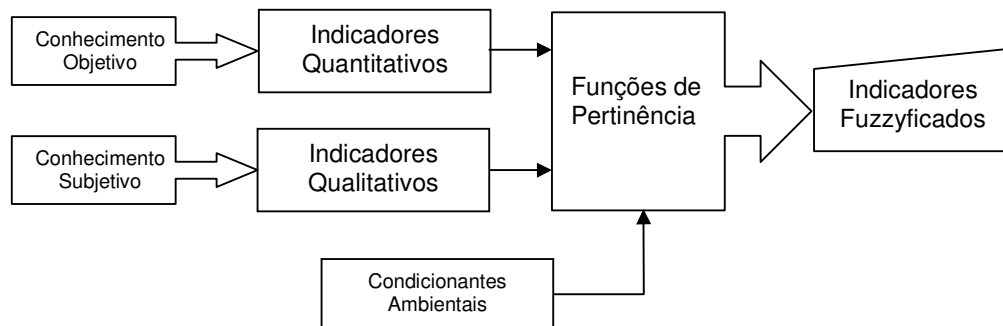 Conhecimento
Objetivo
Indicadores
Quantitativos
Funções de
Pertinência
Indicadores
Fuzzyficados
Conhecimento
Subjetivo
Indicadores
Qualitativos
Condicionantes
Ambientais